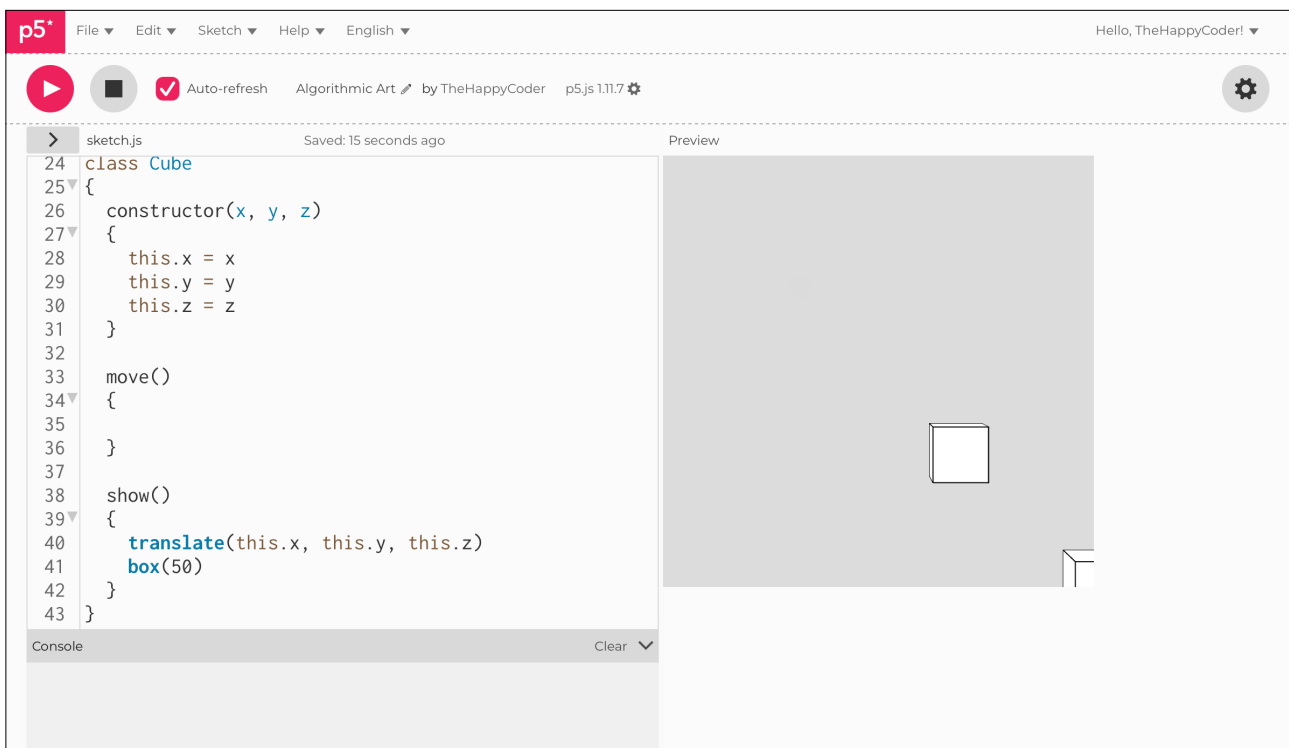 p5* File Edit Sketch Help English Hello, TheHappyCoder!
Auto-refresh Algorithmic Art by TheHappyCoder p5.js 1.11.7
sketch.js Saved: 15 seconds ago Preview
24 class Cube
25 {
26 constructor(x, y, z)
27 {
28 this.x = x
29 this.y = y
30 this.z = z
31 }
32
33 move()
34 {
35
36 }
37
38 show()
39 {
40 translate(this.x, this.y, this.z)
41 box(50)
42 }
43 }
Console Clear